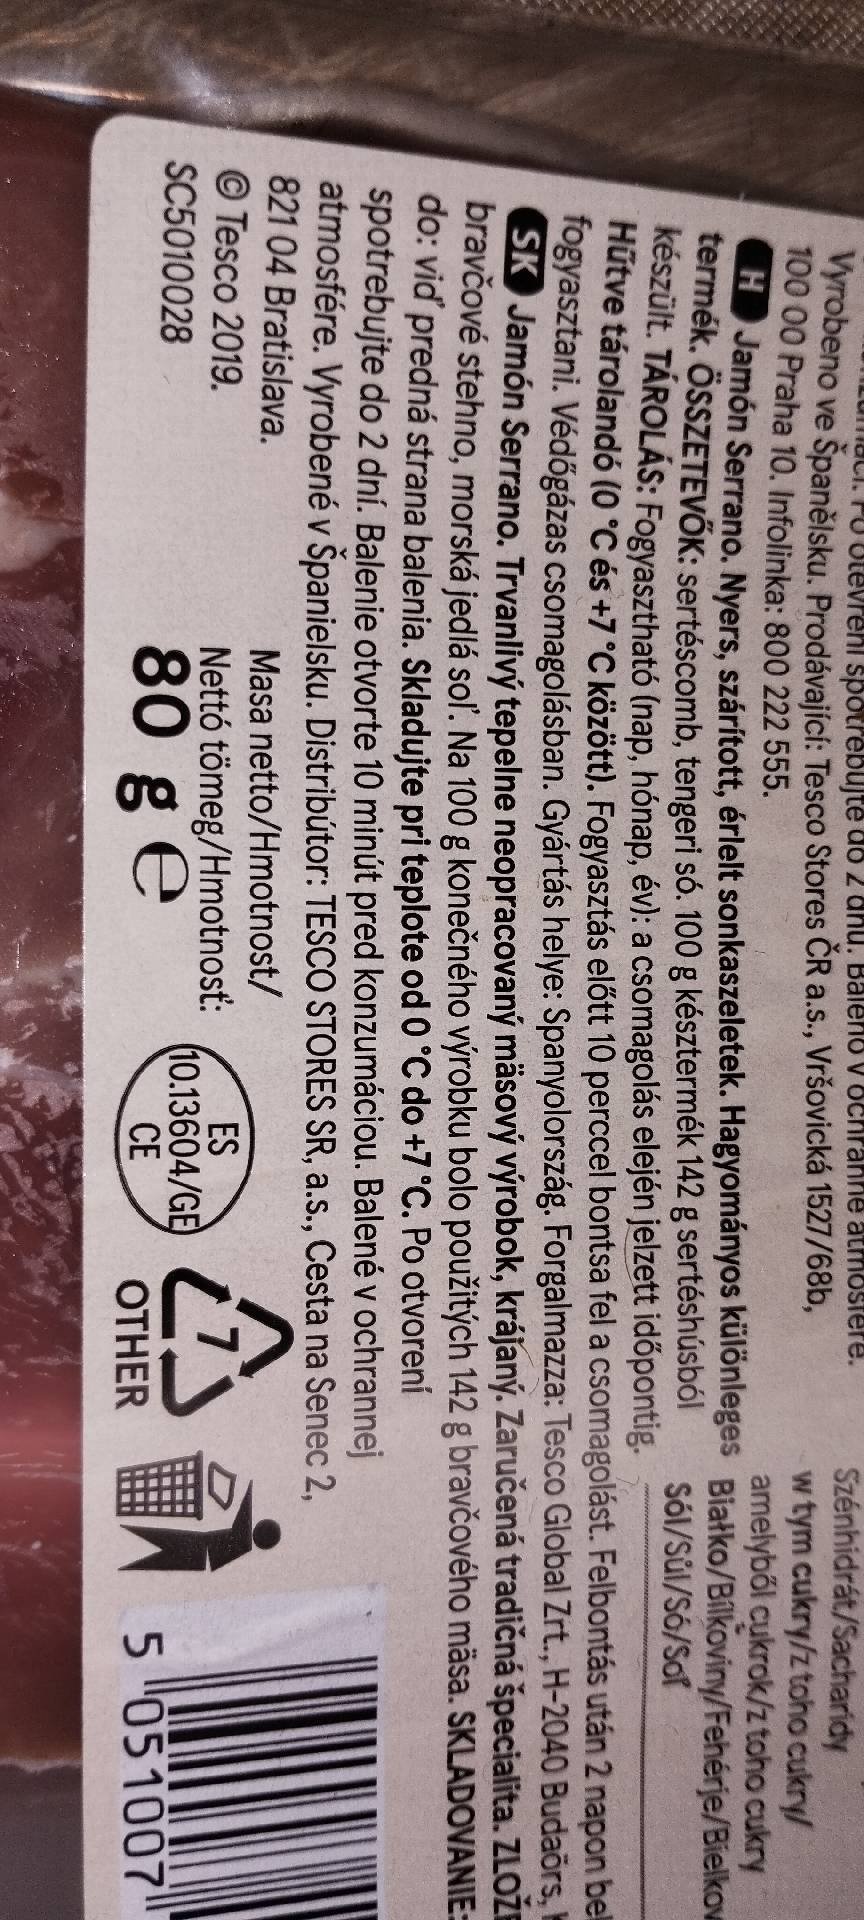 spotřebujte do 2 dnů. Baleno v ochranné atmosféře.
Vyrobeno ve Španělsku. Prodávající: Tesco Stores ČR a.s., Vršovická 1527/68b,
100 00 Praha 10. Infolinka: 800 222 555.
H Jamón Serrano. Nyers, szárított, érlelt sonkaszeletek. Hagyományos különleges
termék. ÖSSZETEVŐK: sertéscomb, tengeri só. 100 g késztermék 142 g sertéshúsból
készült. TÁROLÁS: Fogyasztható (nap, hónap, év): a csomagolás elején jelzett időpontig.
Hűtve tárolandó (0 °C és +7 °C között). Fogyasztás előtt 10 perccel bontsa fel a csomagolást. Felbontás után 2 napon bel
fogyasztani. Védőgázas csomagolásban. Gyártás helye: Spanyolország. Forgalmazza: Tesco Global Zrt., H-2040 Budaörs,
SK Jamón Serrano. Trvanlivý tepelne neopracovaný mäsový výrobok, krájaný. Zaručená tradičná špecialita. ZLOŽ
bravčové stehno, morská jedlá soľ. Na 100 g konečného výrobku bolo použitých 142 g bravčového mäsa. SKLADOVANIE:
do: viď predná strana balenia. Skladujte pri teplote od 0 °C do +7 °C. Po otvorení
spotrebujte do 2 dní. Balenie otvorte 10 minút pred konzumáciou. Balené v ochrannej
atmosfére. Vyrobené v Španielsku. Distribútor: TESCO STORES SR, a.s., Cesta na Senec 2,
821 04 Bratislava.
© Tesco 2019.
SC5010028
Masa netto/Hmotnost/
Nettó tömeg/Hmotnosť:
80 g e
ES
10.13604/GE
CE
7
OTHER
Szénhidrát/Sacharidy
w tym cukry/z toho cukry/
amelyből cukrok/z toho cukry
Białko/Bílkoviny/Fehérje/Bielkov
Sól/Sůl/Só/Soľ
5 051007